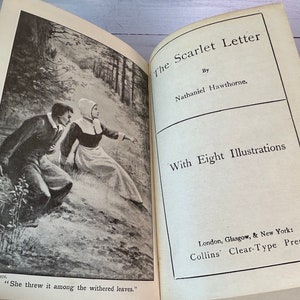 "She threw it among the withered leaves."
The Scarlet Letter
By
Nathaniel Hawthorne.
With Eight Illustrations
London, Glasgow, & New York:
Collins' Clear-Type